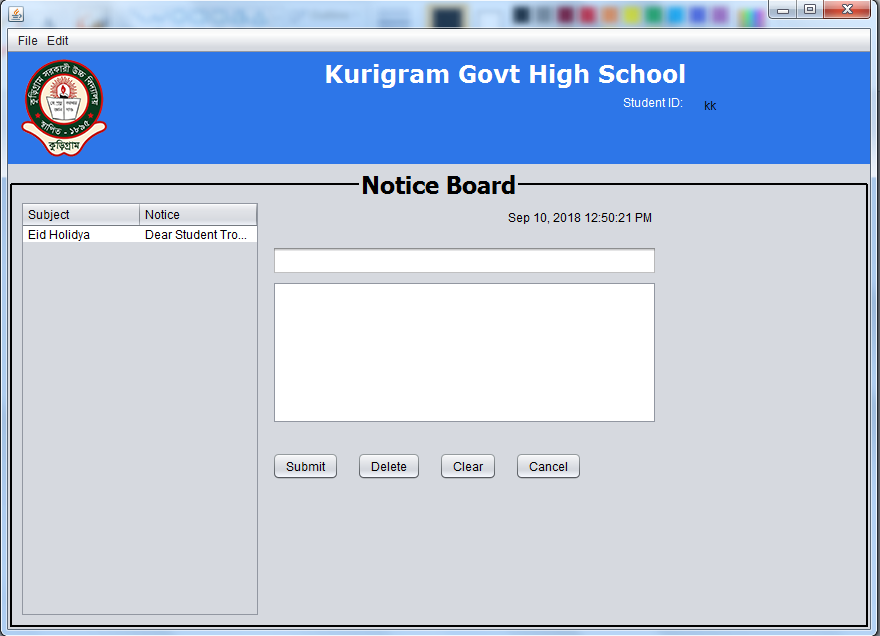 File Edit
Kurigram Govt High School
Student ID: kk
কুড়িগ্রাম সরকারী উচ্চ বিদ্যালয়
স্থাপিত - ১৮৯৫
কুড়িগ্রাম
Notice Board
Subject Notice
Eid Holidya Dear Student Tro...
Sep 10, 2018 12:50:21 PM
Submit Delete Clear Cancel